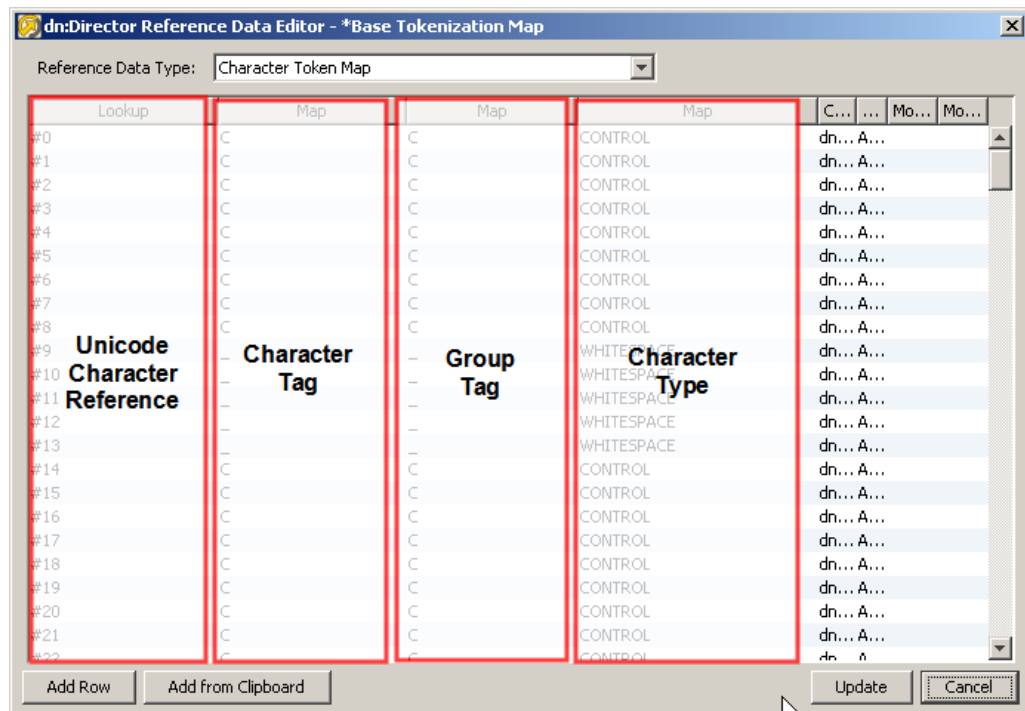 dn:Director Reference Data Editor - *Base Tokenization Map
Reference Data Type: Character Token Map
Lookup Map Map Map C... ... Mo... Mo...
#0 C C CONTROL dn... A...
#1 C C CONTROL dn... A...
#2 C C CONTROL dn... A...
#3 C C CONTROL dn... A...
#4 C C CONTROL dn... A...
#5 C C CONTROL dn... A...
#6 C C CONTROL dn... A...
#7 C C CONTROL dn... A...
#8 C C CONTROL dn... A...
#9 _ _ WHITESPACE dn... A...
#10 _ _ WHITESPACE dn... A...
#11 _ _ WHITESPACE dn... A...
#12 _ _ WHITESPACE dn... A...
#13 _ _ WHITESPACE dn... A...
#14 C C CONTROL dn... A...
#15 C C CONTROL dn... A...
#16 C C CONTROL dn... A...
#17 C C CONTROL dn... A...
#18 C C CONTROL dn... A...
#19 C C CONTROL dn... A...
#20 C C CONTROL dn... A...
#21 C C CONTROL dn... A...
#22 C C CONTROL dn... A...
Unicode
Character
Reference
Character
Tag
Group
Tag
Character
Type
Add Row Add from Clipboard Update Cancel